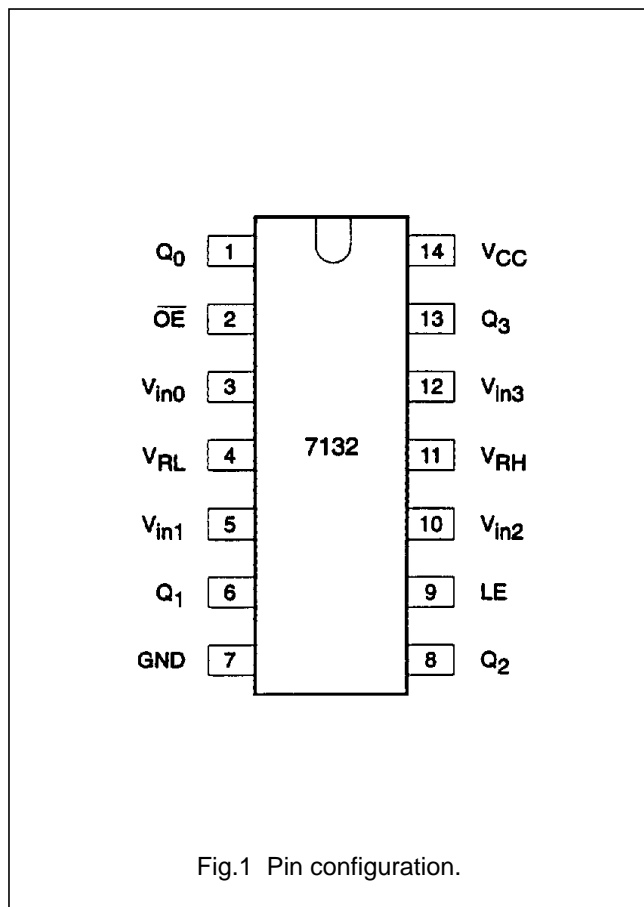 Q0 1 14 VCC
OE 2 13 Q3
Vin0 3 12 Vin3
VRL 4 7132 11 VRH
Vin1 5 10 Vin2
Q1 6 9 LE
GND 7 8 Q2
Fig.1 Pin configuration.